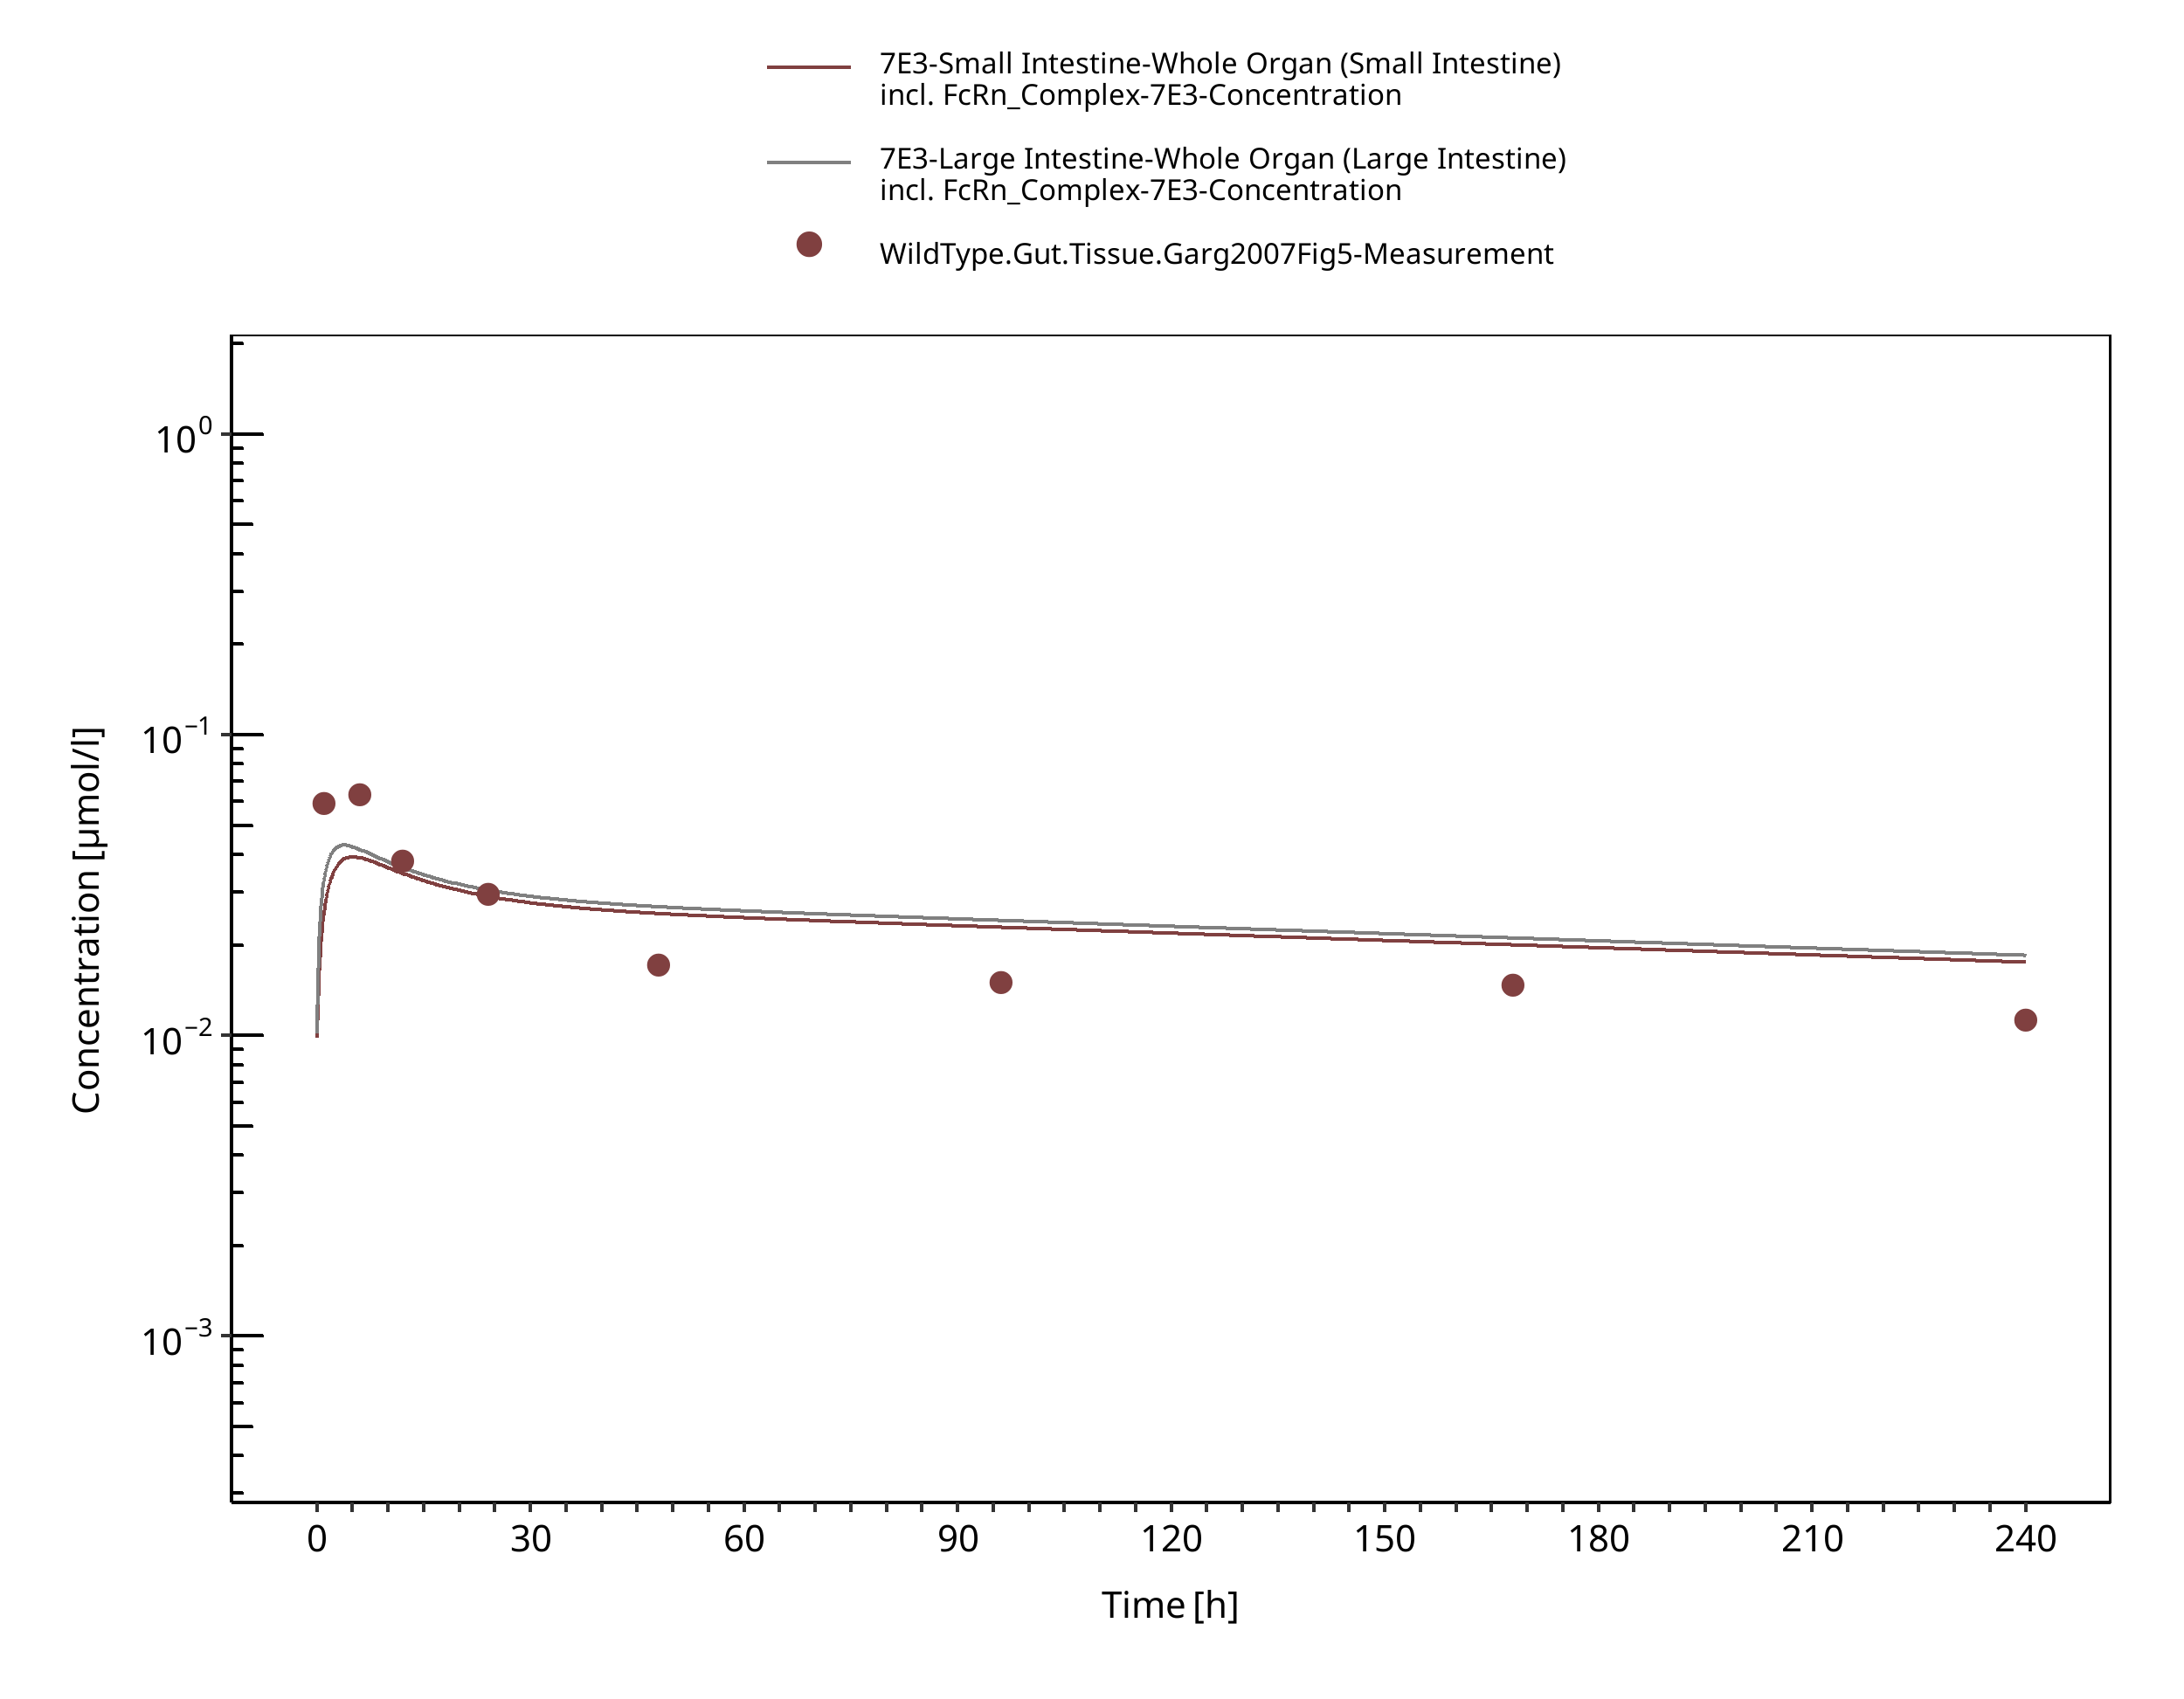 7E3-Small Intestine-Whole Organ (Small Intestine)
incl. FcRn_Complex-7E3-Concentration
7E3-Large Intestine-Whole Organ (Large Intestine)
incl. FcRn_Complex-7E3-Concentration
WildType.Gut.Tissue.Garg2007Fig5-Measurement
10⁰
10⁻¹
10⁻²
10⁻³
Concentration [µmol/l]
0 30 60 90 120 150 180 210 240
Time [h]